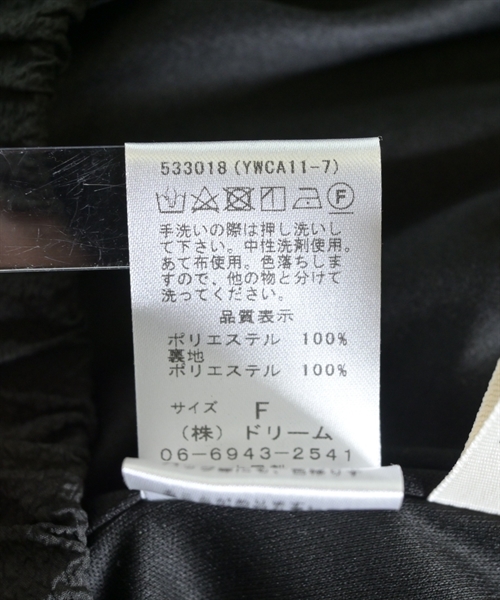 533018(YWCA11-7)
F
手洗いの際は押し洗いし
て下さい。中性洗剤使用。
あて布使用。色落ちしま
すので、他の物と分けて
洗ってください。
品質表示
ポリエステル 100%
裏地
ポリエステル 100%
サイズ F
(株) ドリーム
06-6943-2541